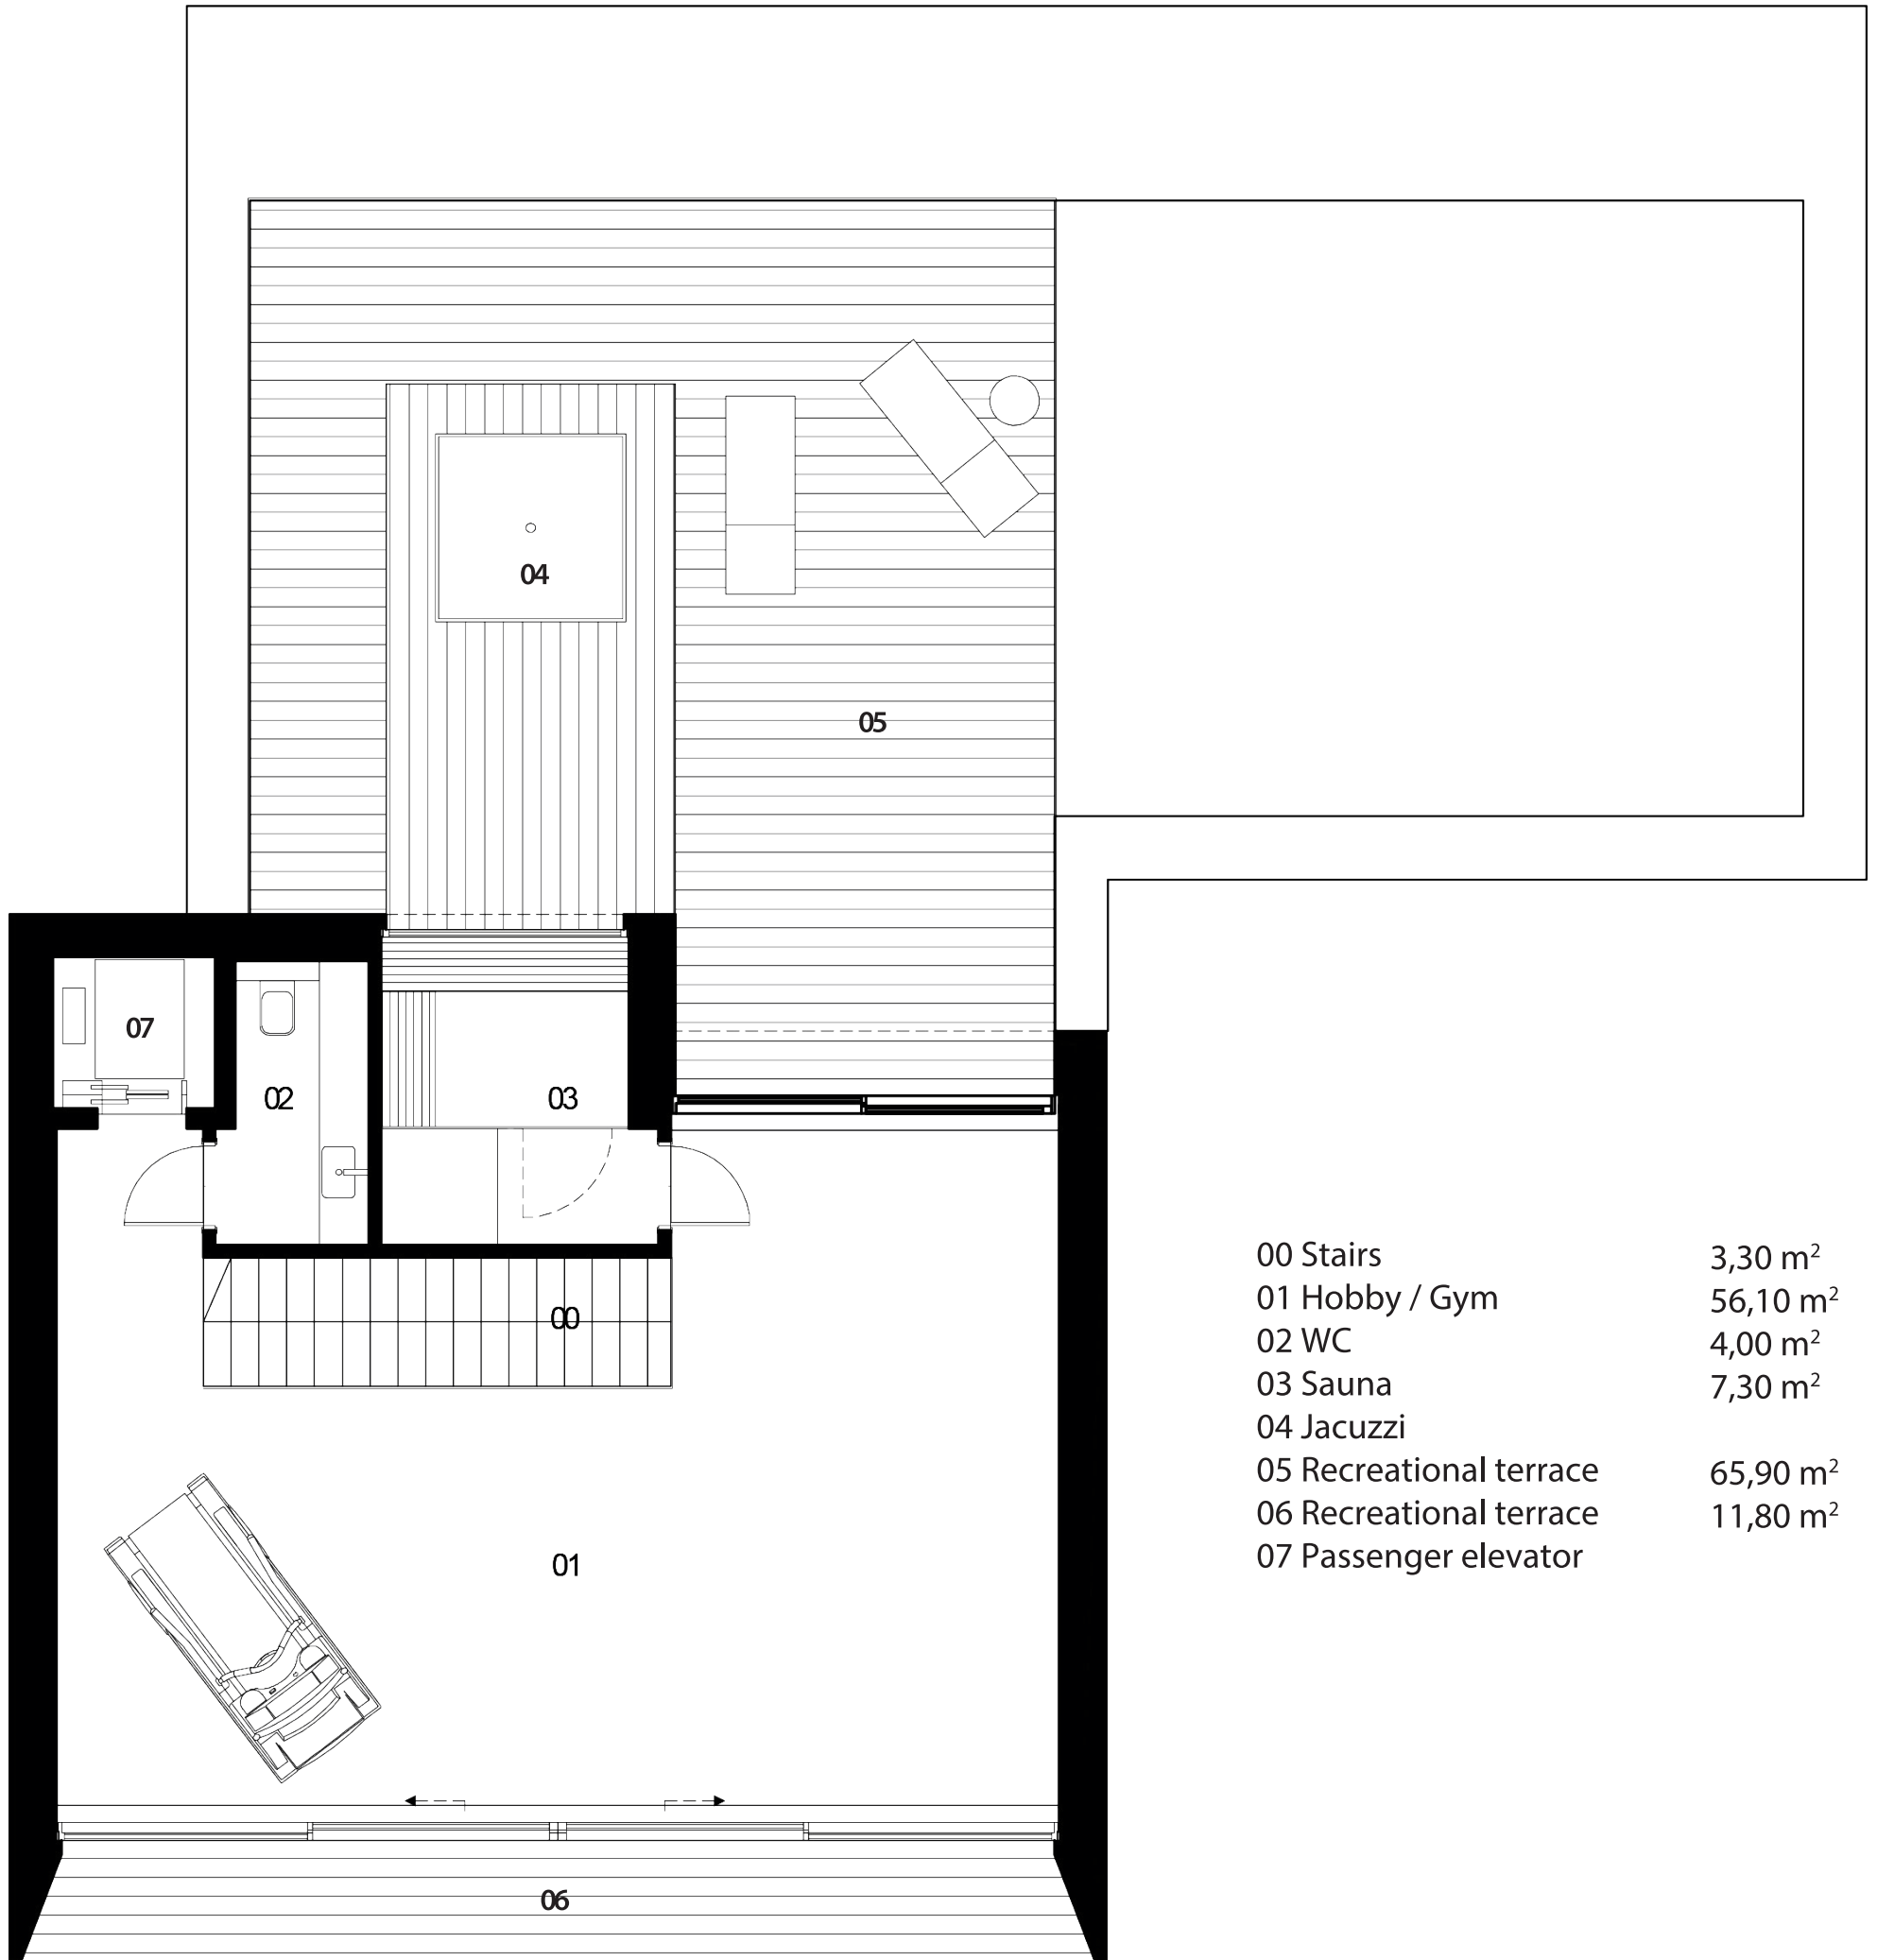 04
05
07
02
03
00
01
06
00 Stairs 3,30 m²
01 Hobby / Gym 56,10 m²
02 WC 4,00 m²
03 Sauna 7,30 m²
04 Jacuzzi
05 Recreational terrace 65,90 m²
06 Recreational terrace 11,80 m²
07 Passenger elevator